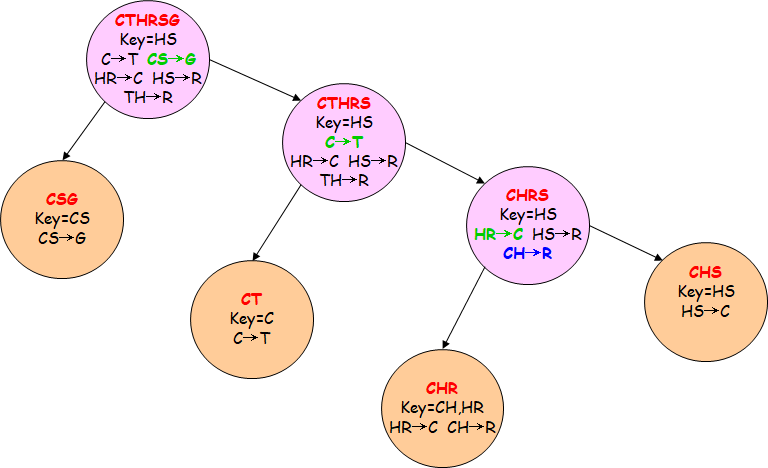 CTHRSG
Key=HS
C→T CS→G
HR→C HS→R
TH→R
CTHRS
Key=HS
C→T
HR→C HS→R
TH→R
CSG
Key=CS
CS→G
CHRS
Key=HS
HR→C HS→R
CH→R
CT
Key=C
C→T
CHS
Key=HS
HS→C
CHR
Key=CH,HR
HR→C CH→R